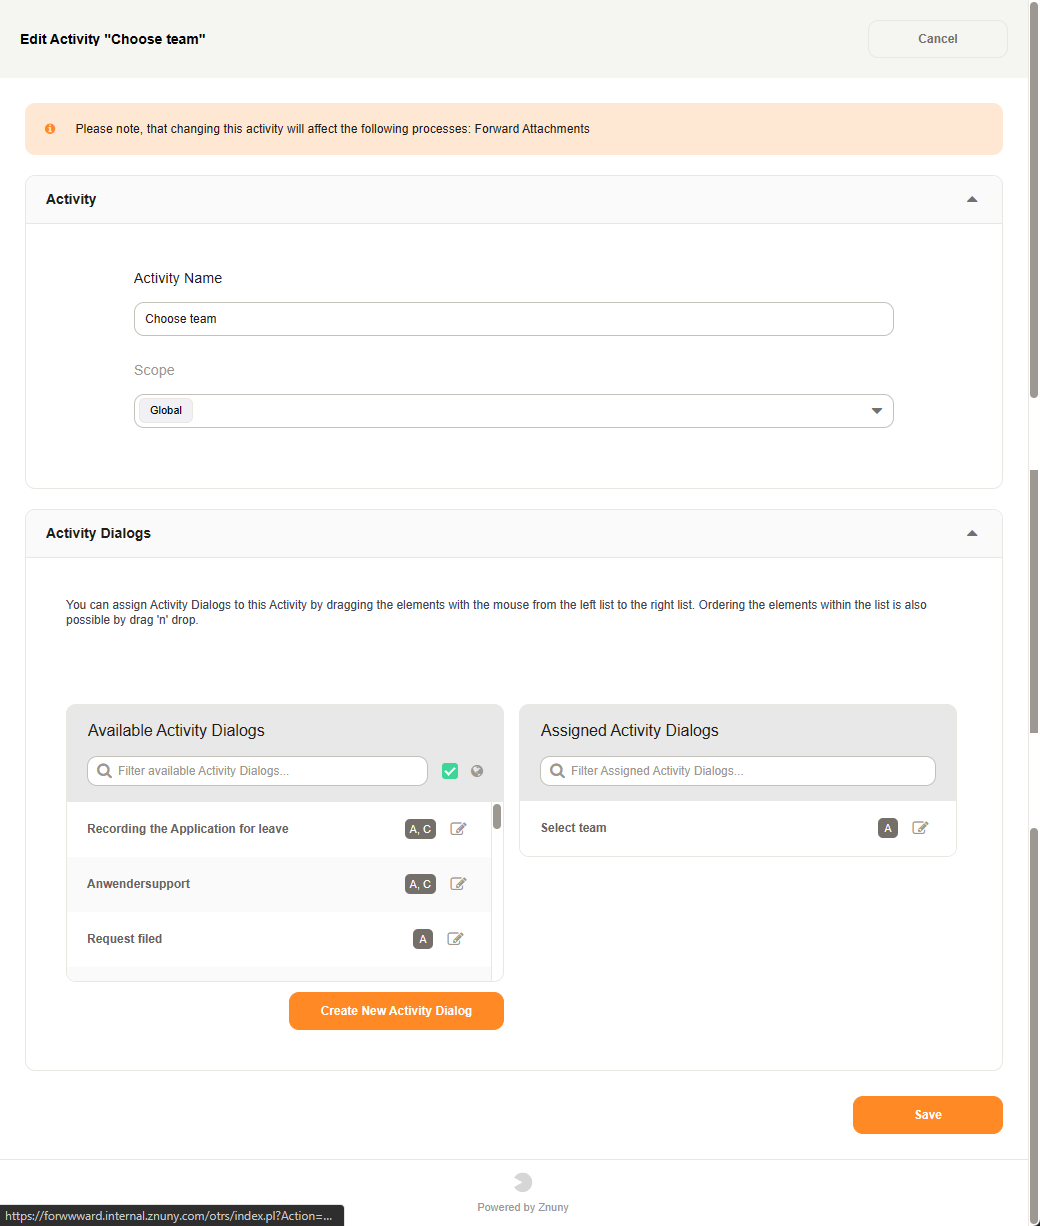 Edit Activity "Choose team"
Cancel
Please note, that changing this activity will affect the following processes: Forward Attachments
Activity
Activity Name
Choose team
Scope
Global
Activity Dialogs
You can assign Activity Dialogs to this Activity by dragging the elements with the mouse from the left list to the right list. Ordering the elements within the list is also
possible by drag 'n' drop.
Available Activity Dialogs
Filter available Activity Dialogs...
Recording the Application for leave
A, C
Anwendersupport
A, C
Request filed
A
Create New Activity Dialog
Assigned Activity Dialogs
Filter Assigned Activity Dialogs...
Select team
A
Save
Powered by Znuny
https://forwwward.internal.znuny.com/otrs/index.pl?Action=...